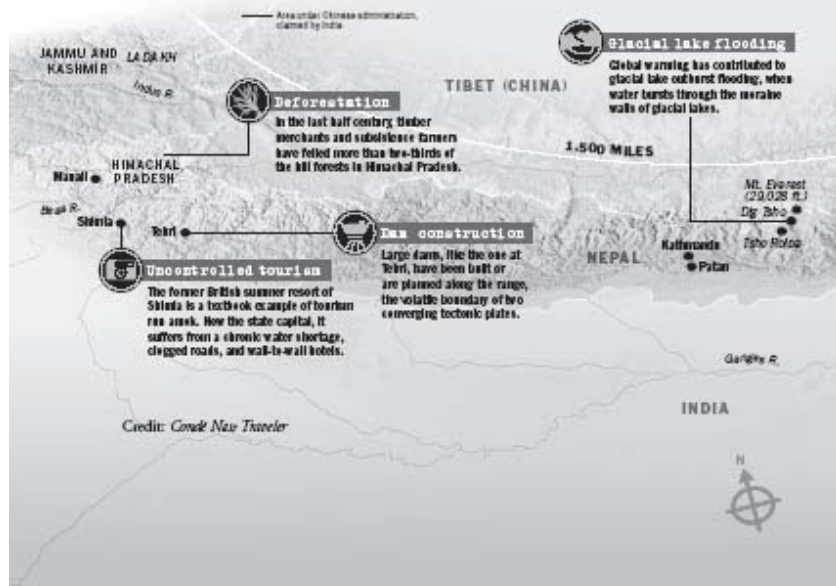 Area under Chinese administration,
claimed by India
JAMMU AND
KASHMIR
LADAKH
Indus R.
Glacial lake flooding
Global warming has contributed to
glacial lake outburst flooding, when
water bursts through the moraine
walls of glacial lakes.
TIBET (CHINA)
Deforestation
In the last half century, timber
merchants and subsistence farmers
have felled more than two-thirds of
the hill forests in Himachal Pradesh.
1,500 MILES
HIMACHAL
PRADESH
Manali
Beas R.
Shimla
Tehri
Mt. Everest
(29,028 ft.)
Dig Tsho
Tsho Rolpa
Kathmandu
Patan
NEPAL
Dam construction
Large dams, like the one at
Tehri, have been built or
are planned along the range,
the volatile boundary of two
converging tectonic plates.
Uncontrolled tourism
The former British summer resort of
Shimla is a textbook example of tourism
run amok. Now the state capital, it
suffers from a chronic water shortage,
clogged roads, and wall-to-wall hotels.
Ganges R.
INDIA
Credit: Condé Nast Traveler
N